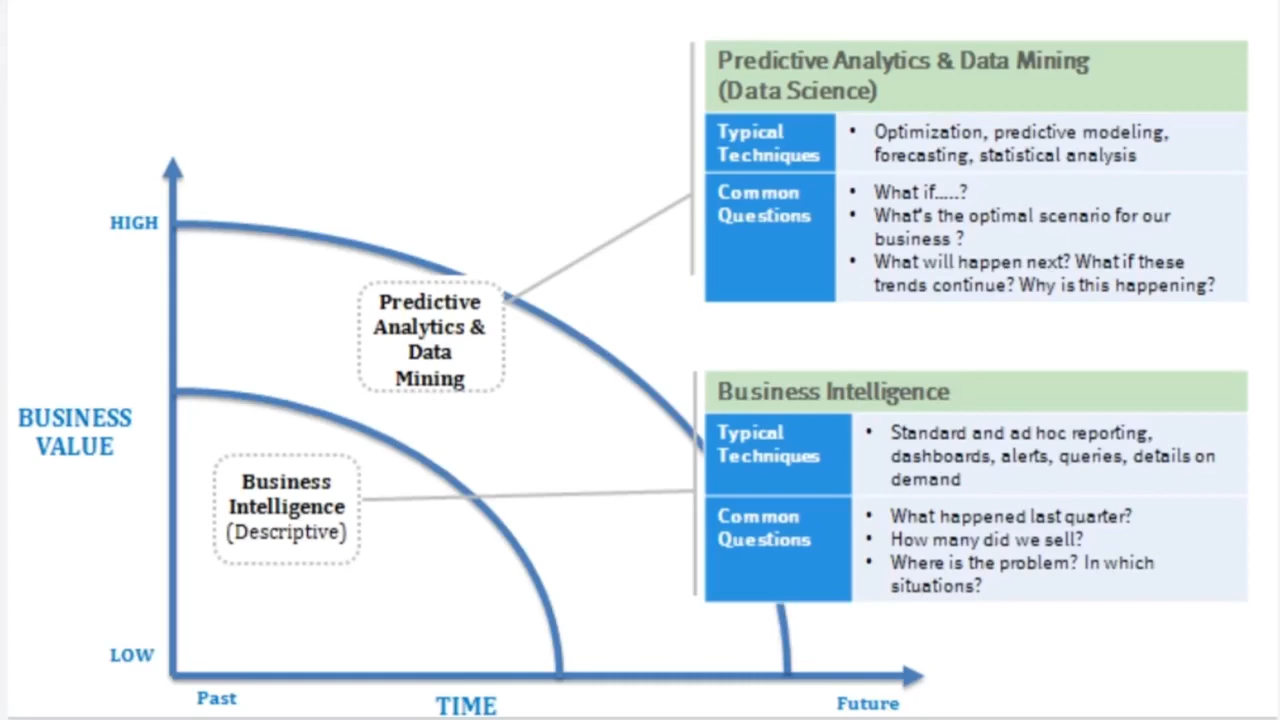 Predictive Analytics & Data Mining
(Data Science)
Typical
Techniques
• Optimization, predictive modeling,
forecasting, statistical analysis
Common
Questions
• What if.....?
• What's the optimal scenario for our
business ?
• What will happen next? What if these
trends continue? Why is this happening?
HIGH
Predictive
Analytics &
Data
Mining
BUSINESS
VALUE
Business
Intelligence
(Descriptive)
Business Intelligence
Typical
Techniques
• Standard and ad hoc reporting,
dashboards, alerts, queries, details on
demand
Common
Questions
• What happened last quarter?
• How many did we sell?
• Where is the problem? In which
situations?
LOW
Past
TIME
Future